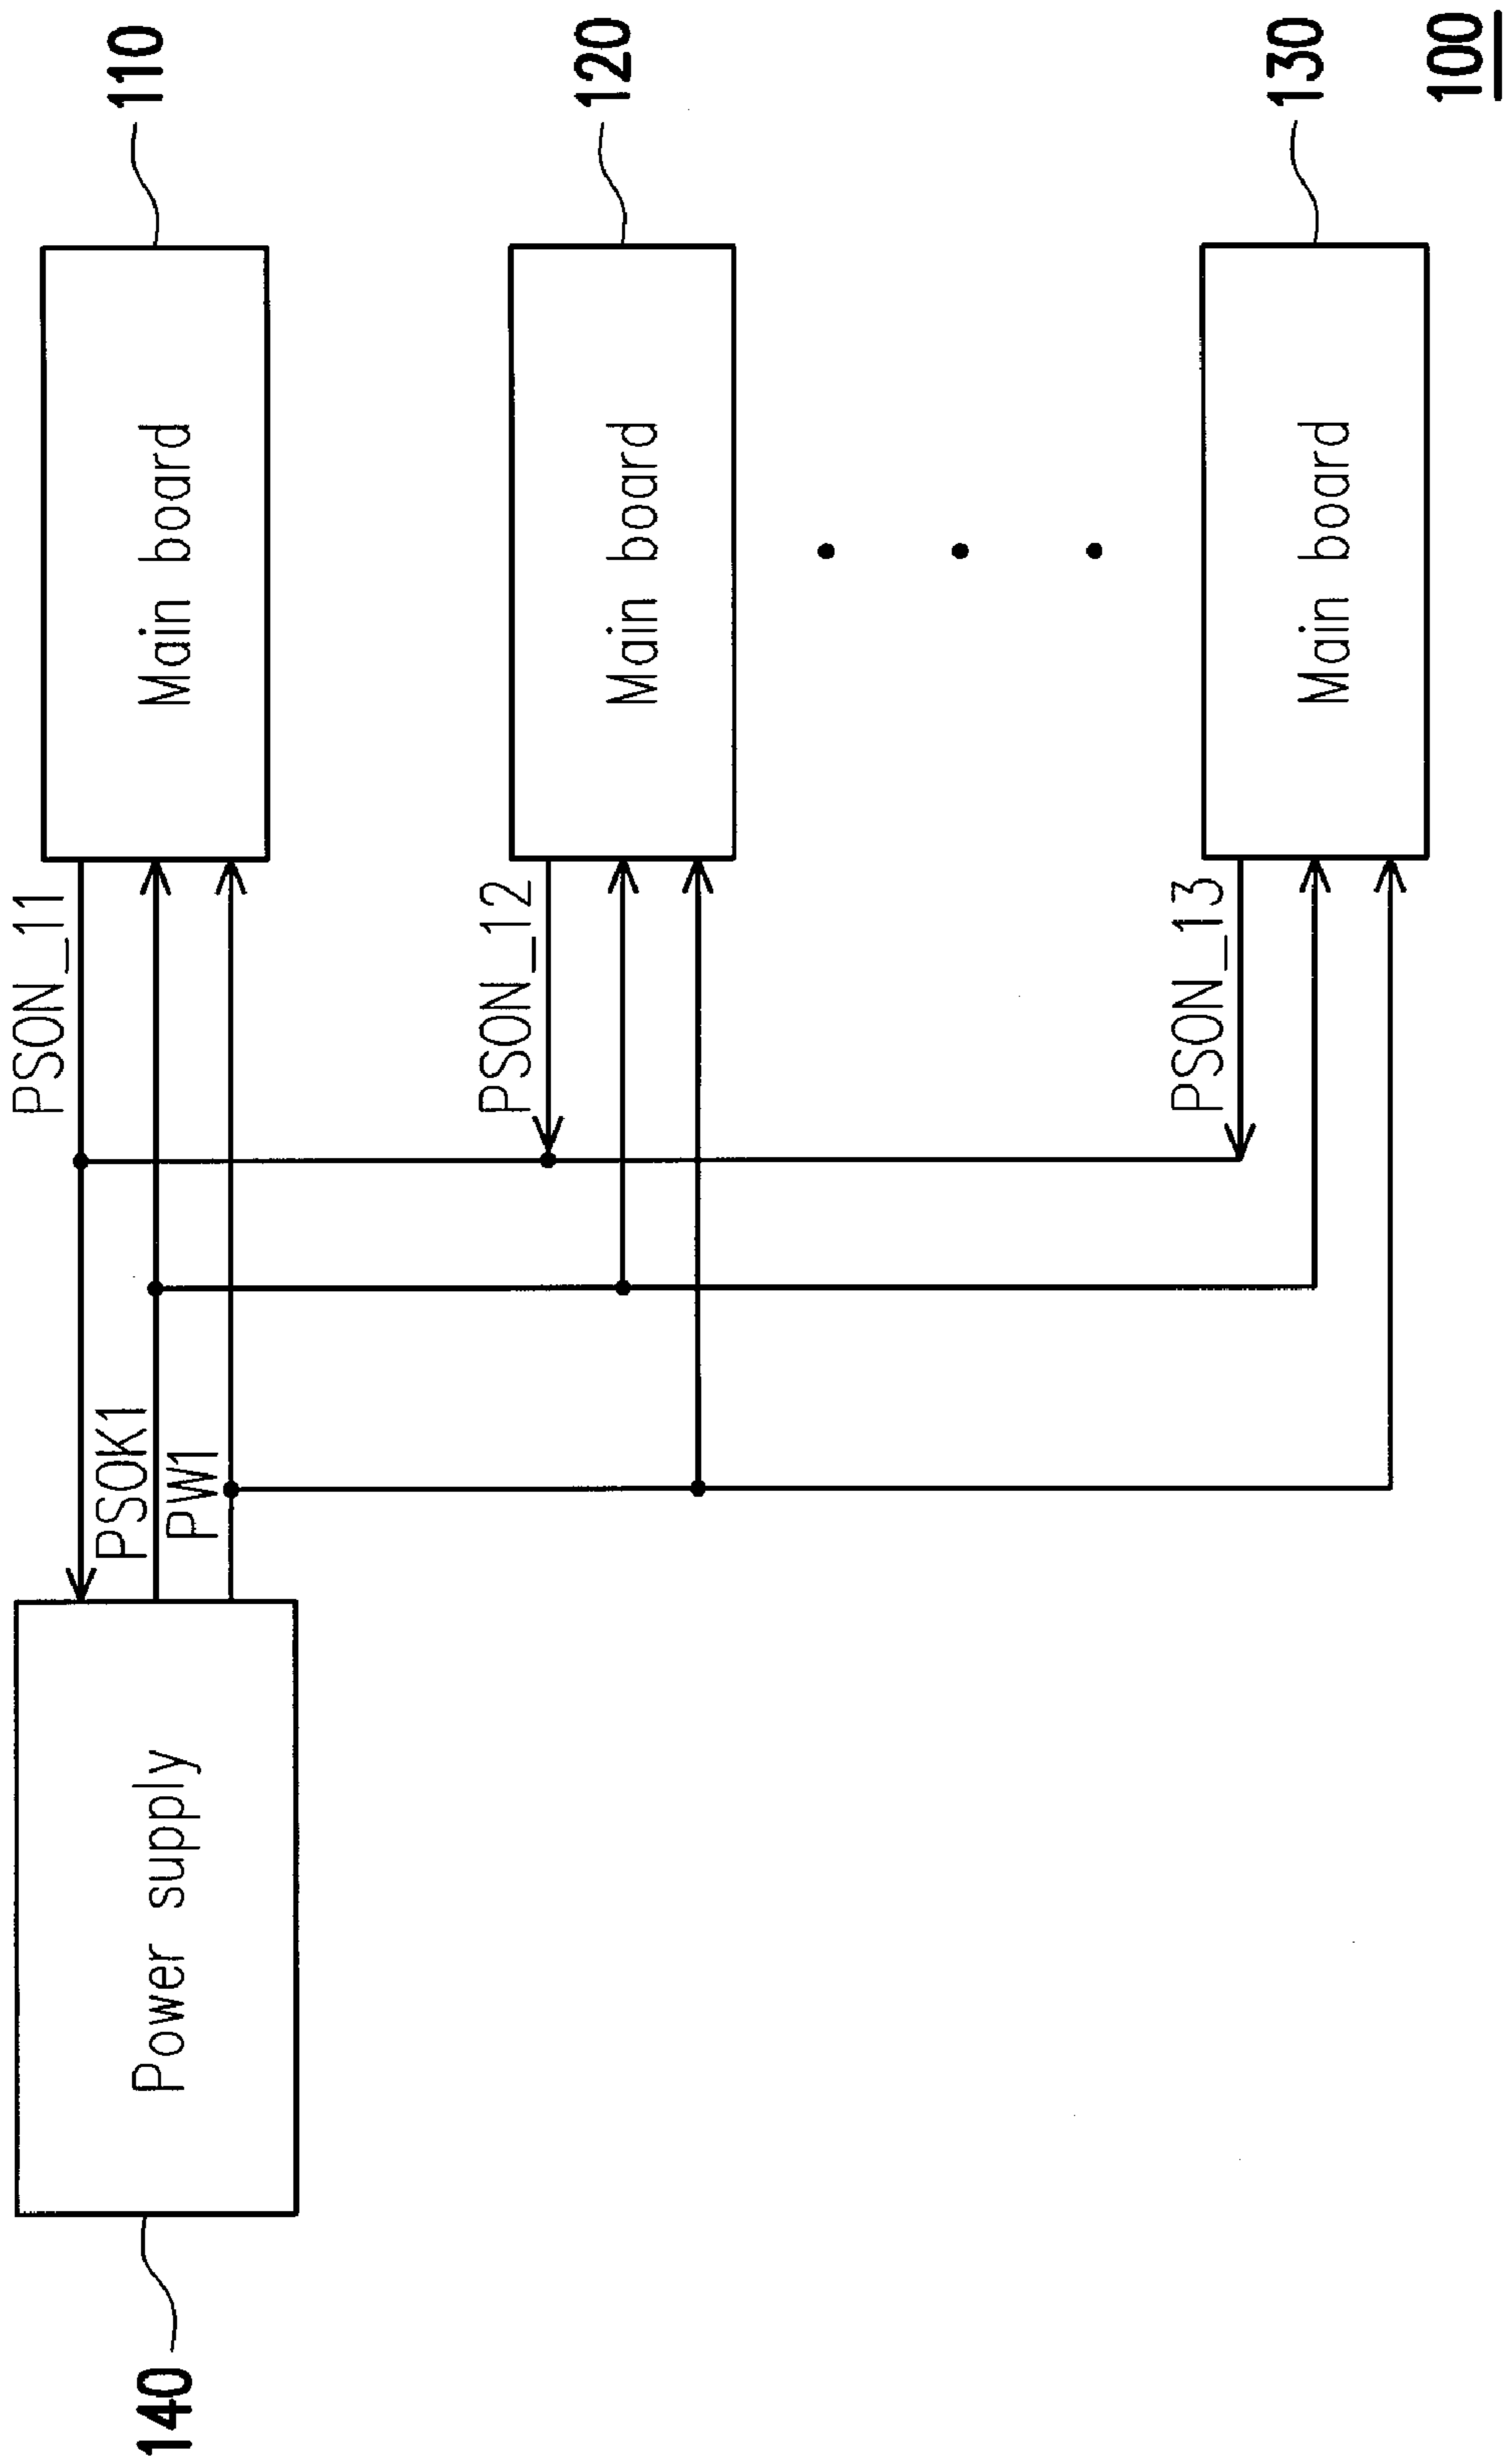 140
Power supply
PSOK1
PW1
PSON_11
Main board
110
PSON_12
Main board
120
PSON_13
Main board
130
100